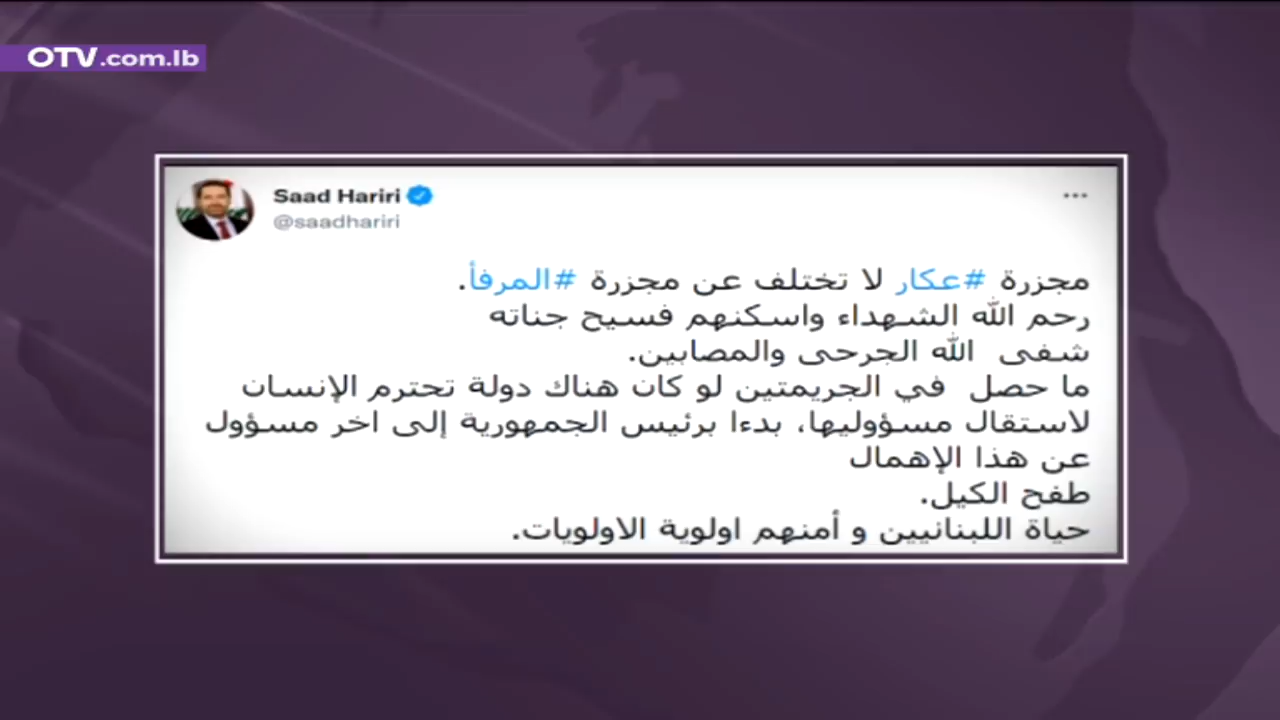 OTV.com.lb
Saad Hariri
@saadhariri
مجزرة #عكار لا تختلف عن مجزرة #المرفأ.
رحم الله الشهداء واسكنهم فسيح جناته
شفى الله الجرحى والمصابين.
ما حصل في الجريمتين لو كان هناك دولة تحترم الإنسان
لاستقال مسؤوليها، بدءا برئيس الجمهورية إلى اخر مسؤول
عن هذا الإهمال
طفح الكيل.
حياة اللبنانيين و أمنهم اولوية الاولويات.